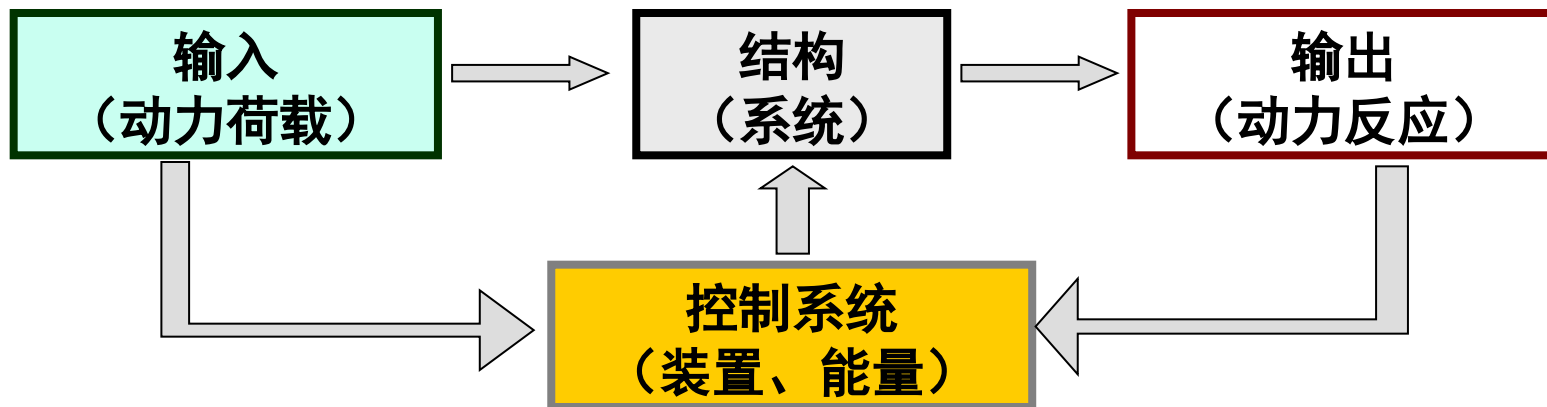 输入
（动力荷载）
结构
（系统）
输出
（动力反应）
控制系统
（装置、能量）